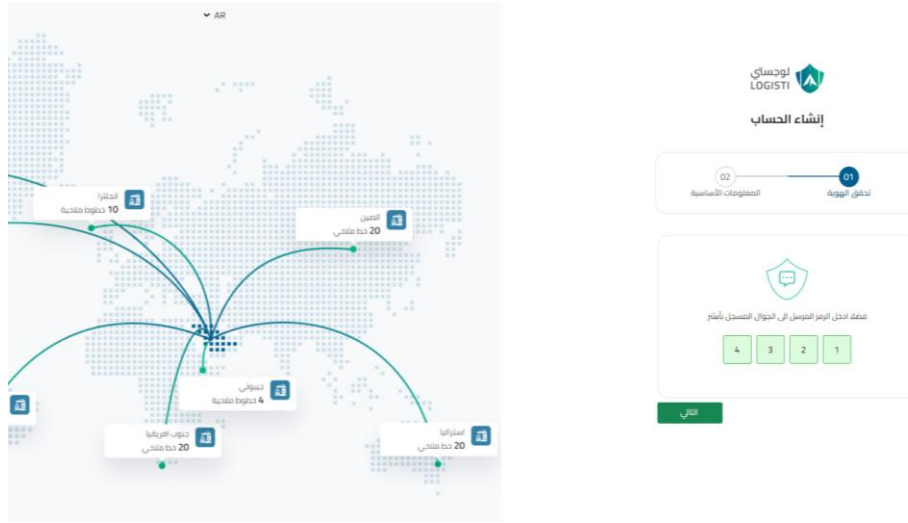 AR
انجلترا
10 خطوط ملاحية
الصين
20 خط ملاحي
جيبوتي
4 خطوط ملاحية
جنوب افريقيا
20 خط ملاحي
استراليا
20 خط ملاحي
لوجستي
LOGISTI
إنشاء الحساب
01
02
تحقق الهوية
المعلومات الأساسية
فضلا ادخل الرمز المرسل الى الجوال المسجل بأبشر
1 2 3 4
التالي